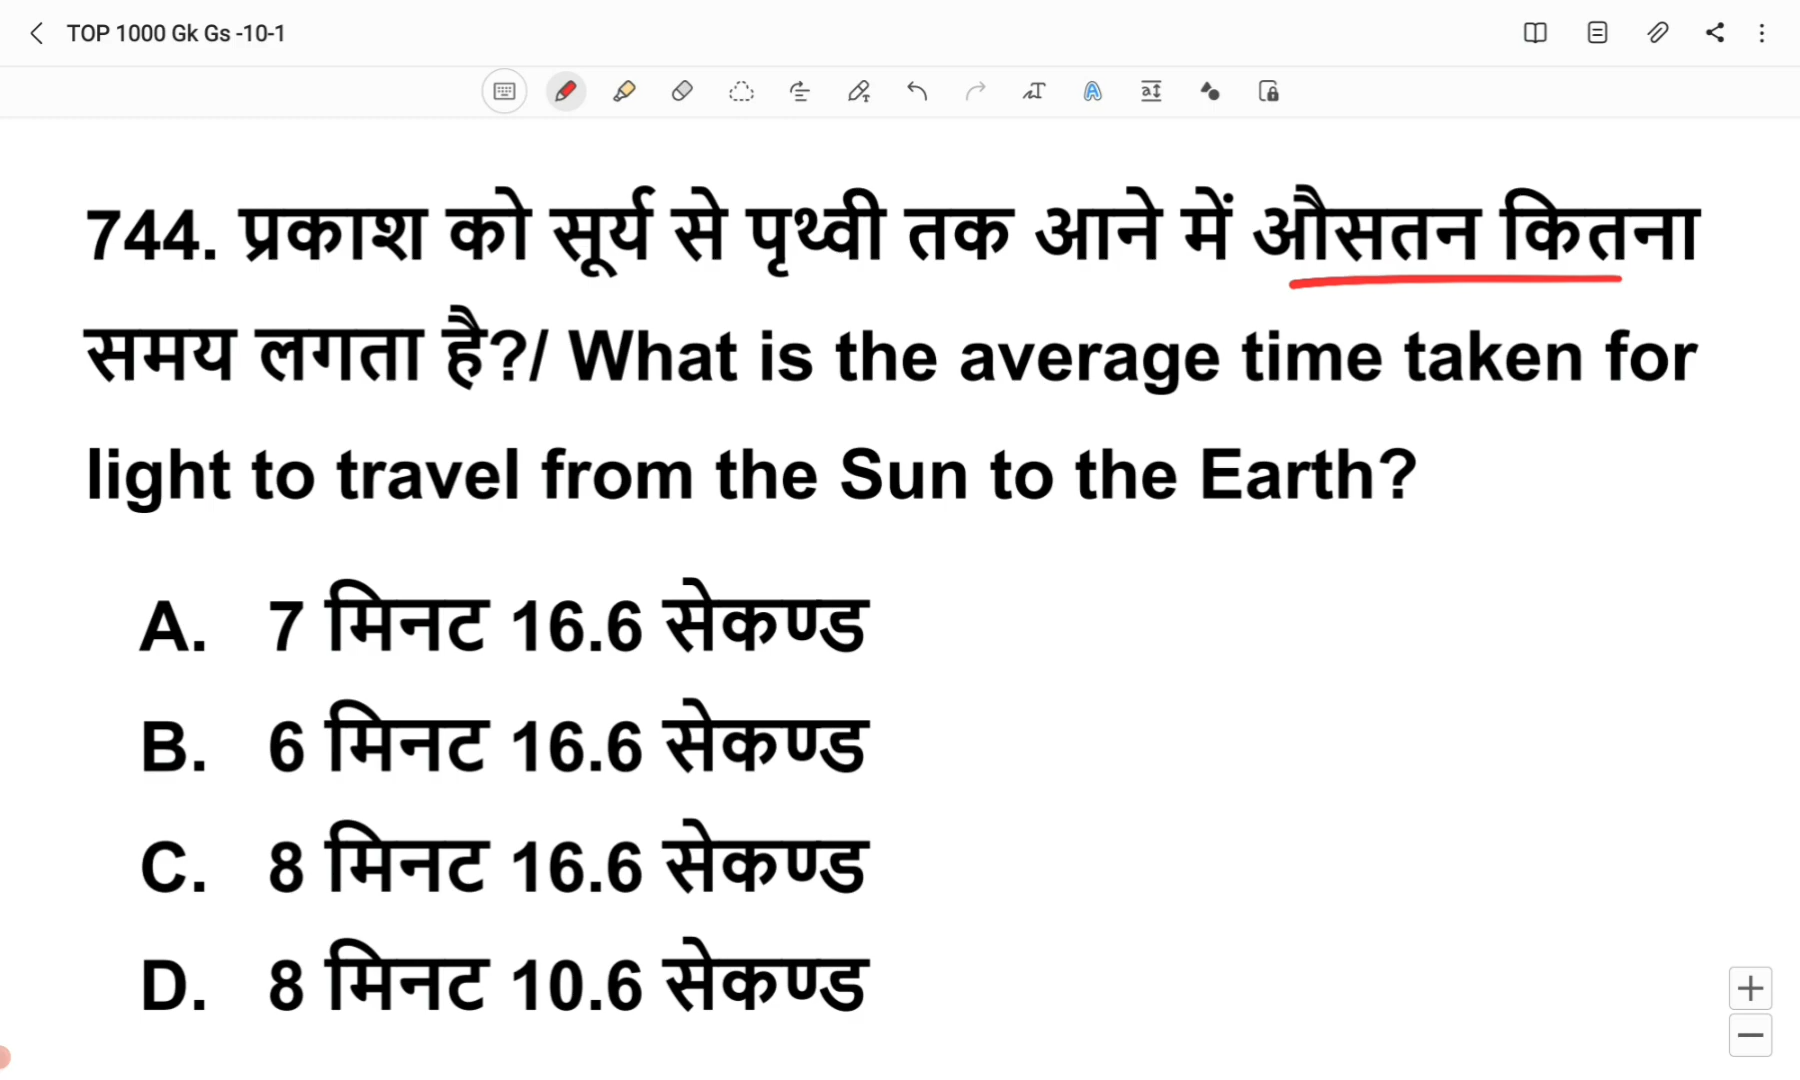 TOP 1000 Gk Gs -10-1
744. प्रकाश को सूर्य से पृथ्वी तक आने में औसतन कितना
समय लगता है?/ What is the average time taken for
light to travel from the Sun to the Earth?
A. 7 मिनट 16.6 सेकण्ड
B. 6 मिनट 16.6 सेकण्ड
C. 8 मिनट 16.6 सेकण्ड
D. 8 मिनट 10.6 सेकण्ड